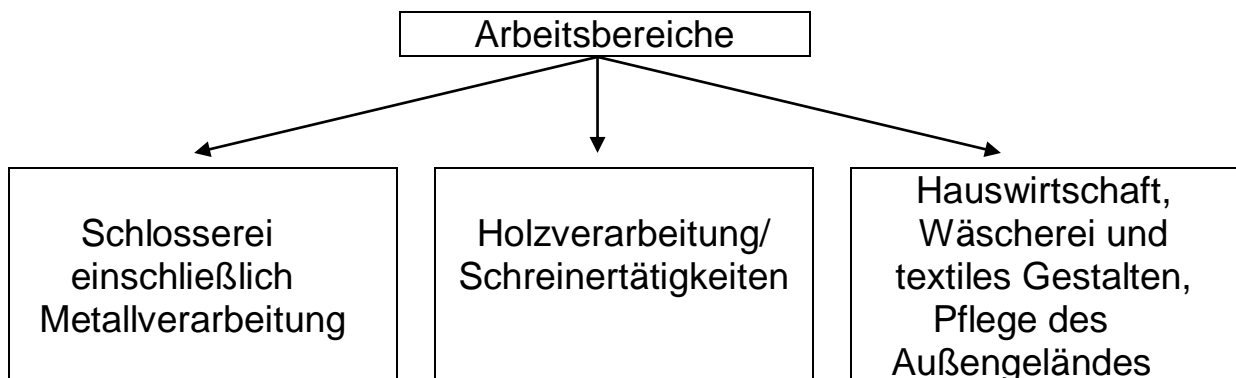 Arbeitsbereiche
Schlosserei
einschließlich
Metallverarbeitung
Holzverarbeitung/
Schreinertätigkeiten
Hauswirtschaft,
Wäscherei und
textiles Gestalten,
Pflege des
Außengeländes